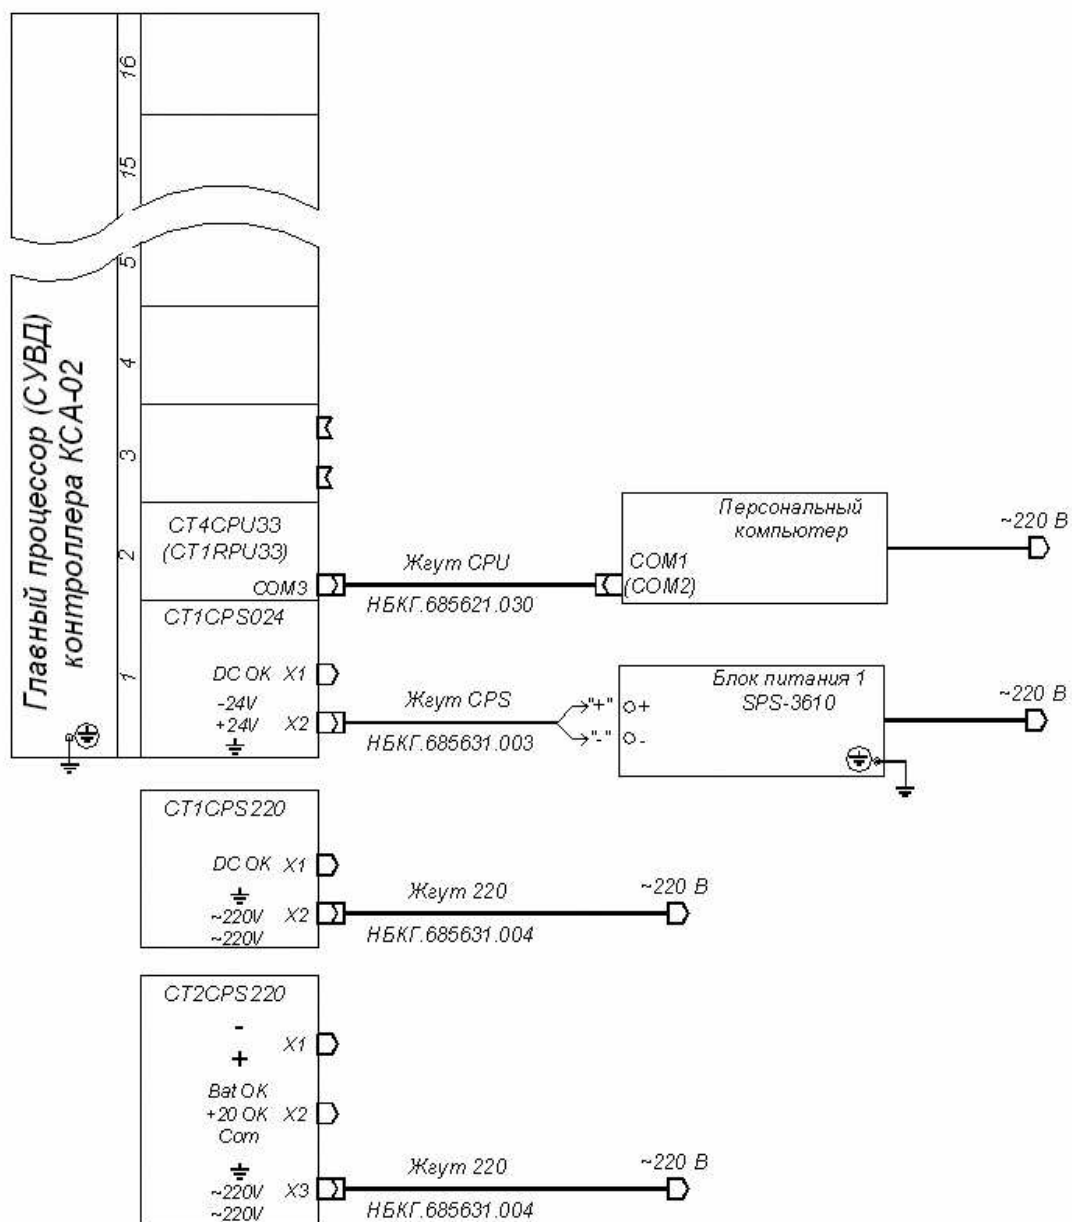 16
15
5
4
3
2
1
Главный процессор (СУВД)
контроллера КСА-02
CT4CPU33
(CT1RPU33)
COM3
Жгут CPU
НБКГ.685621.030
Персональный
компьютер
COM1
(COM2)
~220 В
CT1CPS024
DC OK X1
-24V
+24V X2
Жгут CPS
НБКГ.685631.003
"+" +
"-" -
Блок питания 1
SPS-3610
~220 В
CT1CPS220
DC OK X1
~220V X2
~220V
Жгут 220
НБКГ.685631.004
~220 В
CT2CPS220
-
X1
+
Bat OK
+20 OK X2
Com
~220V X3
~220V
Жгут 220
НБКГ.685631.004
~220 В